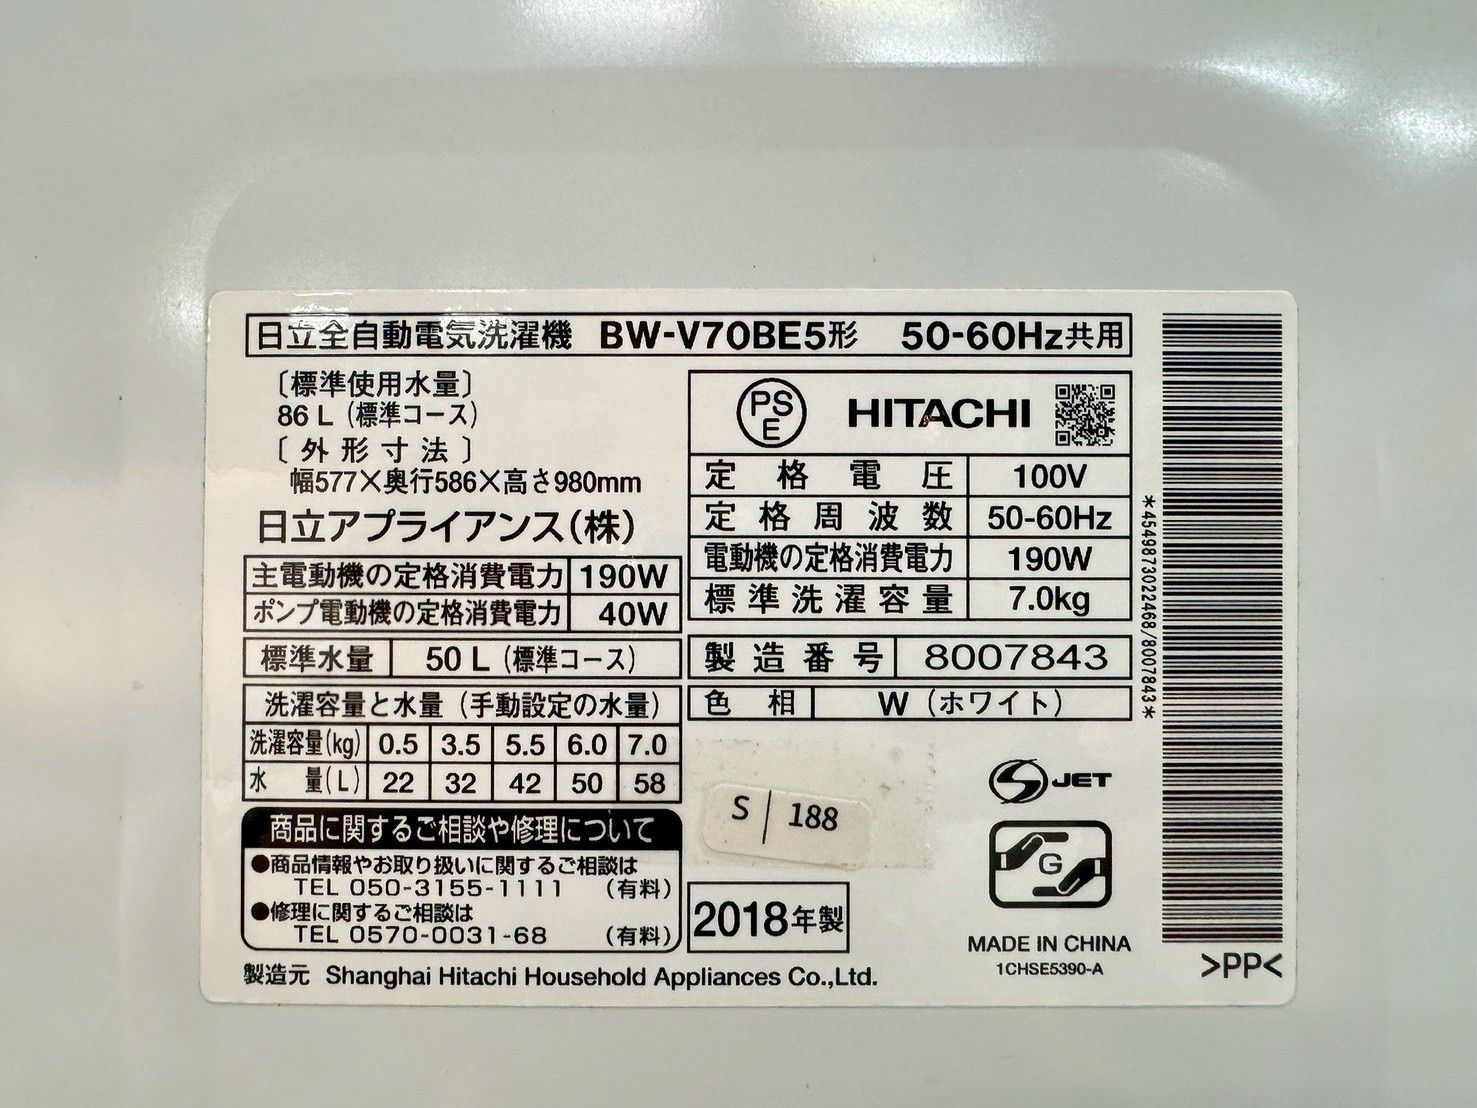 日立全自動電気洗濯機 BW-V70BE5形 50-60Hz共用
〔標準使用水量〕
86 L (標準コース)
〔外形寸法〕
幅577×奥行586×高さ980mm
日立アプライアンス(株)
主電動機の定格消費電力 190W
ポンプ電動機の定格消費電力 40W
標準水量 50 L (標準コース)
洗濯容量と水量 (手動設定の水量)
洗濯容量(kg) 0.5 3.5 5.5 6.0 7.0
水量(L) 22 32 42 50 58
商品に関するご相談や修理について
●商品情報やお取り扱いに関するご相談は
TEL 050-3155-1111 (有料)
●修理に関するご相談は
TEL 0570-0031-68 (有料)
製造元 Shanghai Hitachi Household Appliances Co.,Ltd.
PSE HITACHI
定格電圧 100V
定格周波数 50-60Hz
電動機の定格消費電力 190W
標準洗濯容量 7.0kg
製造番号 8007843
色相 W (ホワイト)
S / 188
2018年製
S JET
G
MADE IN CHINA
1CHSE5390-A
*4549873022468/8007843*
>PP<